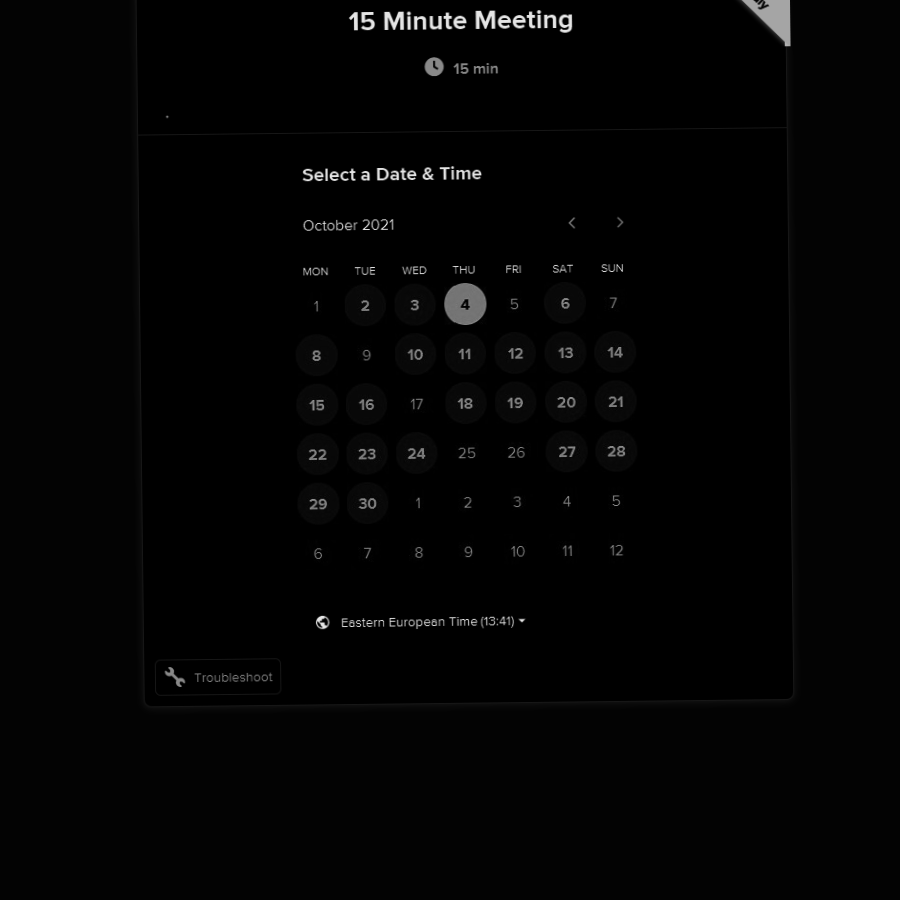 15 Minute Meeting
15 min
Select a Date & Time
October 2021
MON TUE WED THU FRI SAT SUN
1 2 3 4 5 6 7
8 9 10 11 12 13 14
15 16 17 18 19 20 21
22 23 24 25 26 27 28
29 30 1 2 3 4 5
6 7 8 9 10 11 12
Eastern European Time (13:41)
Troubleshoot